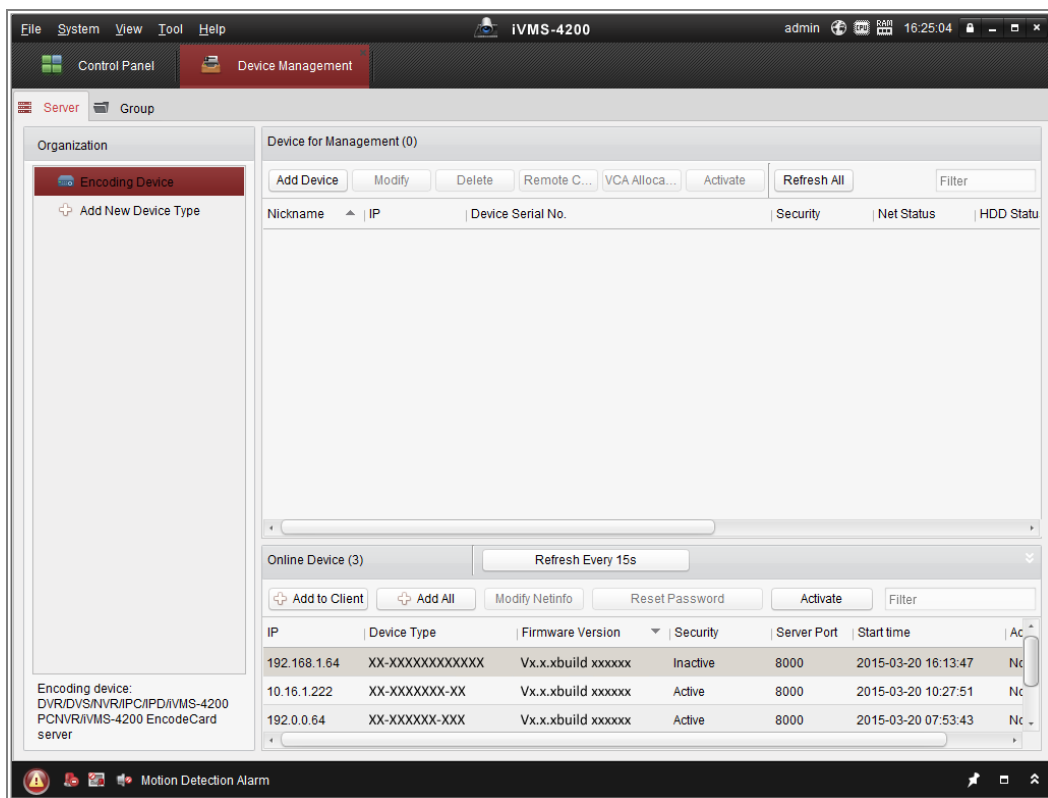 File System View Tool Help iVMS-4200 admin CPU RAM 16:25:04
Control Panel Device Management
Server Group
Organization
Encoding Device
Add New Device Type
Encoding device:
DVR/DVS/NVR/IPC/IPD/iVMS-4200
PCNVR/iVMS-4200 EncodeCard
server
Device for Management (0)
Add Device Modify Delete Remote C... VCA Alloca... Activate Refresh All Filter
Nickname IP Device Serial No. Security Net Status HDD Statu
Online Device (3) Refresh Every 15s
Add to Client Add All Modify Netinfo Reset Password Activate Filter
IP Device Type Firmware Version Security Server Port Start time Ad
192.168.1.64 XX-XXXXXXXXXXXX Vx.x.xbuild xxxxxx Inactive 8000 2015-03-20 16:13:47 No
10.16.1.222 XX-XXXXXXX-XX Vx.x.xbuild xxxxxx Active 8000 2015-03-20 10:27:51 No
192.0.0.64 XX-XXXXXX-XXX Vx.x.xbuild xxxxxx Active 8000 2015-03-20 07:53:43 No
Motion Detection Alarm